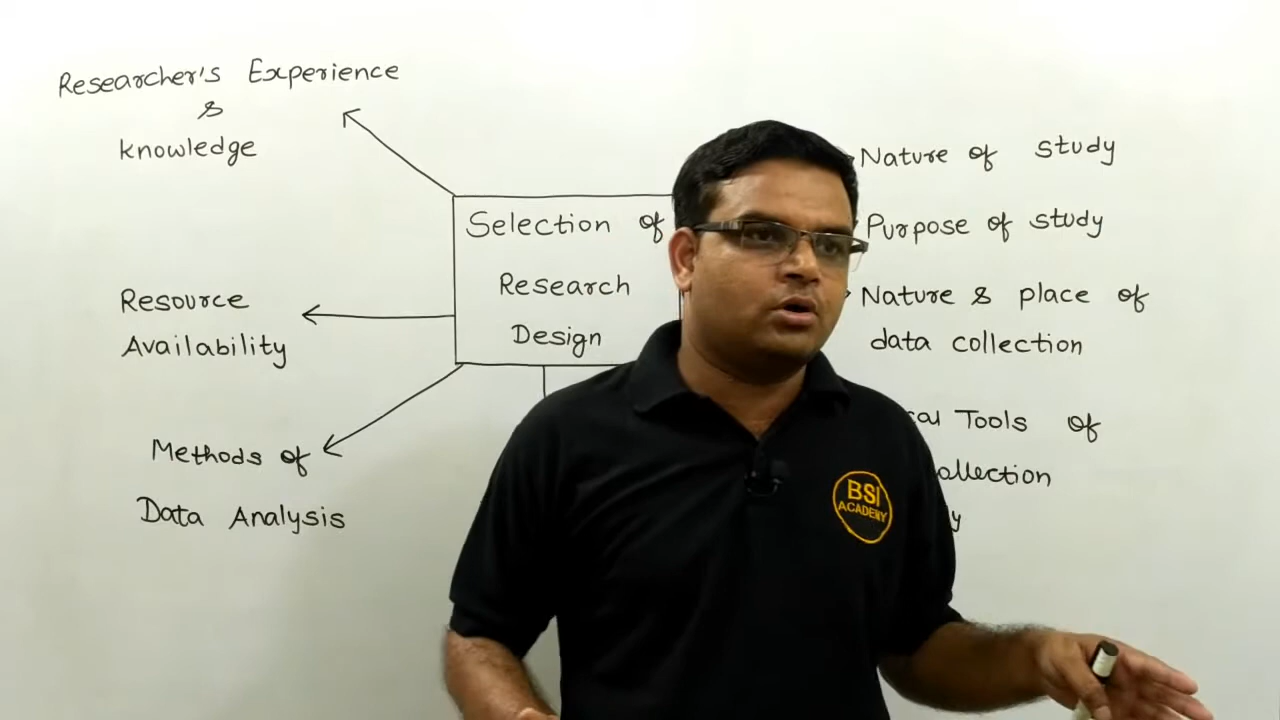 Researcher's Experience
&
knowledge
Resource
Availability
Methods of
Data Analysis
Selection of
Research
Design
Nature of study
Purpose of study
Nature & place of
data collection
Tools of
BSI
ACADEMY